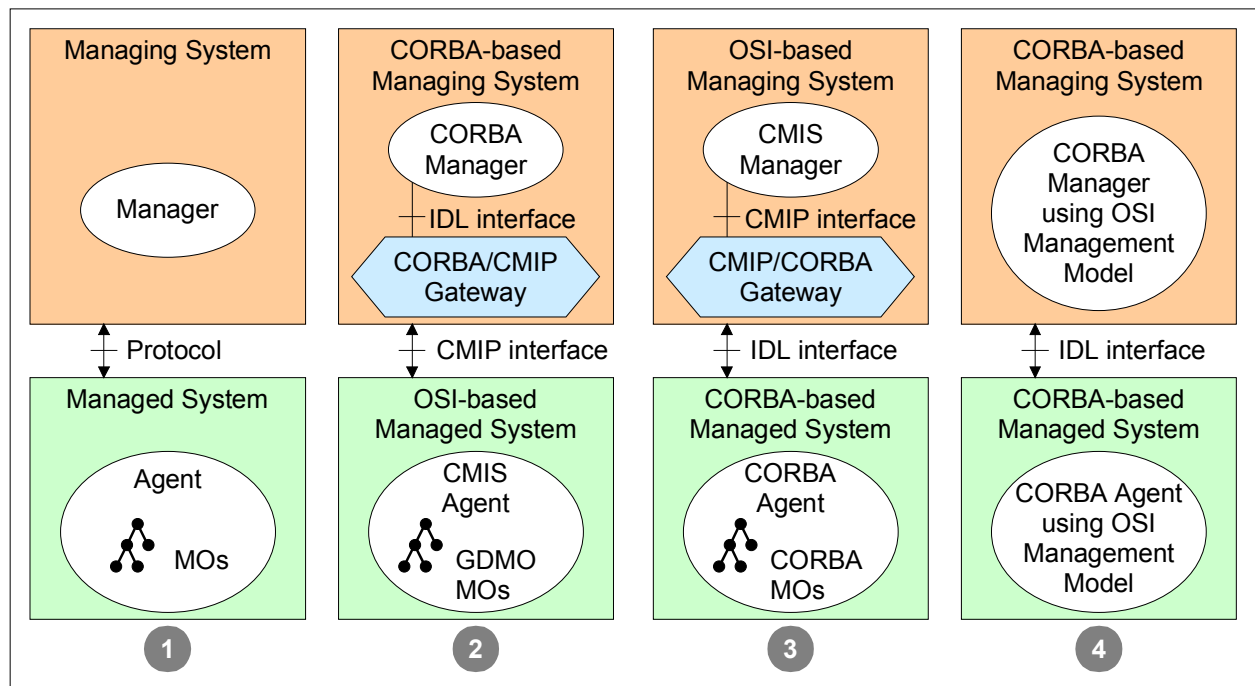 Managing System
Manager
Protocol
Managed System
Agent
MOs
1
CORBA-based
Managing System
CORBA
Manager
IDL interface
CORBA/CMIP
Gateway
CMIP interface
OSI-based
Managed System
CMIS
Agent
GDMO
MOs
2
OSI-based
Managing System
CMIS
Manager
CMIP interface
CMIP/CORBA
Gateway
IDL interface
CORBA-based
Managed System
CORBA
Agent
CORBA
MOs
3
CORBA-based
Managing System
CORBA
Manager
using OSI
Management
Model
IDL interface
CORBA-based
Managed System
CORBA Agent
using OSI
Management
Model
4